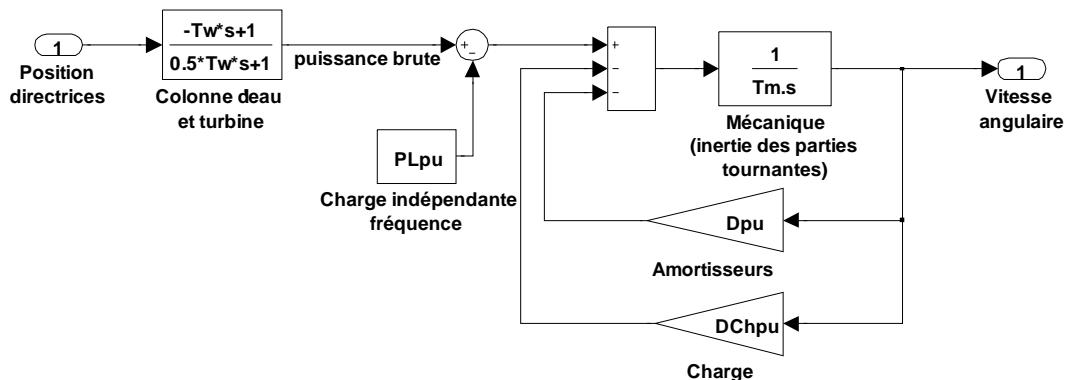 1
Position
directrices
-Tw*s+1
0.5*Tw*s+1
Colonne deau
et turbine
puissance brute
+
−
PLpu
Charge indépendante
fréquence
+
−
−
1
Tm.s
Mécanique
(inertie des parties
tournantes)
1
Vitesse
angulaire
Dpu
Amortisseurs
DChpu
Charge